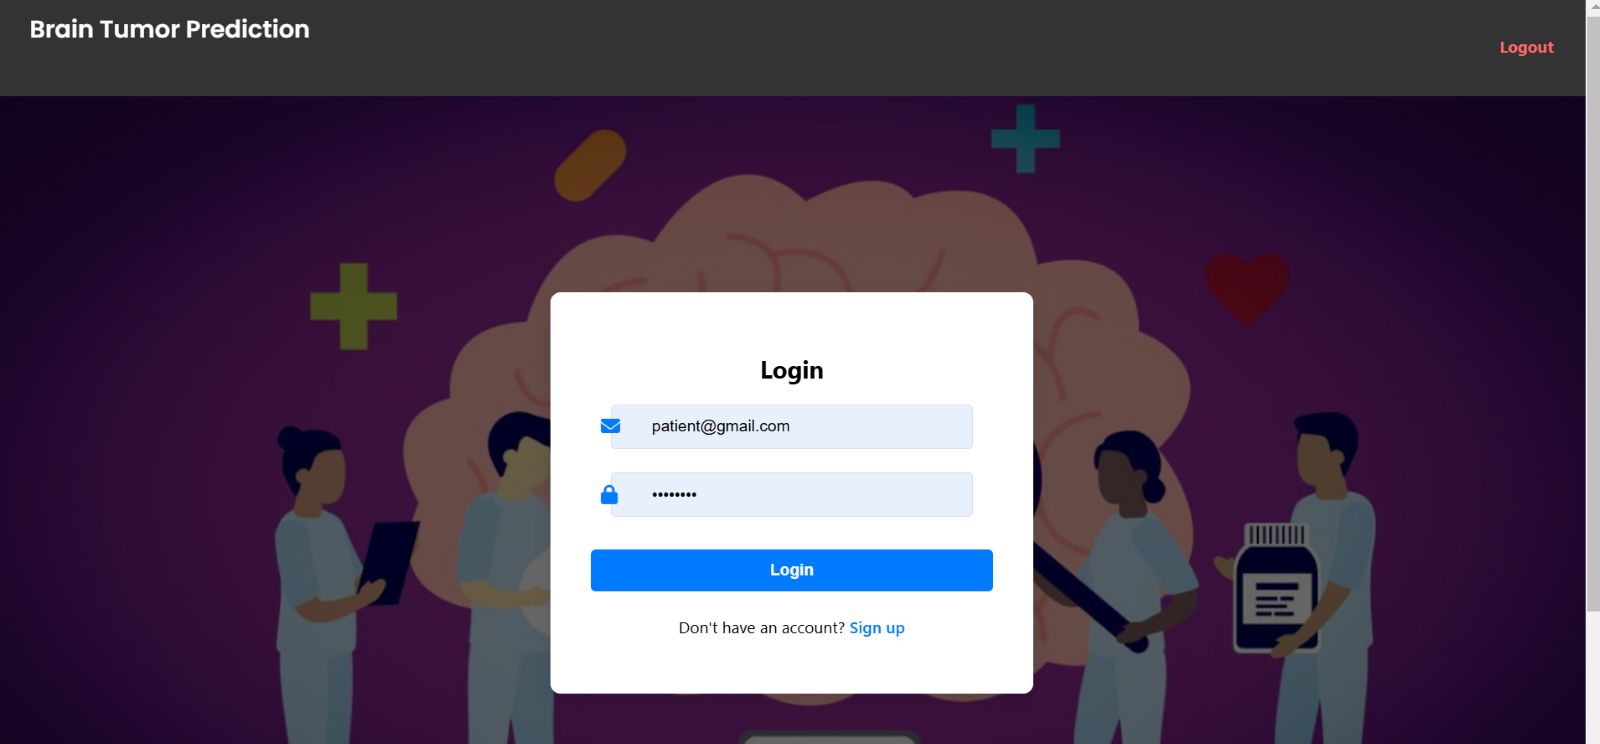 Brain Tumor Prediction
Logout
Login
patient@gmail.com
••••••••
Login
Don't have an account? Sign up